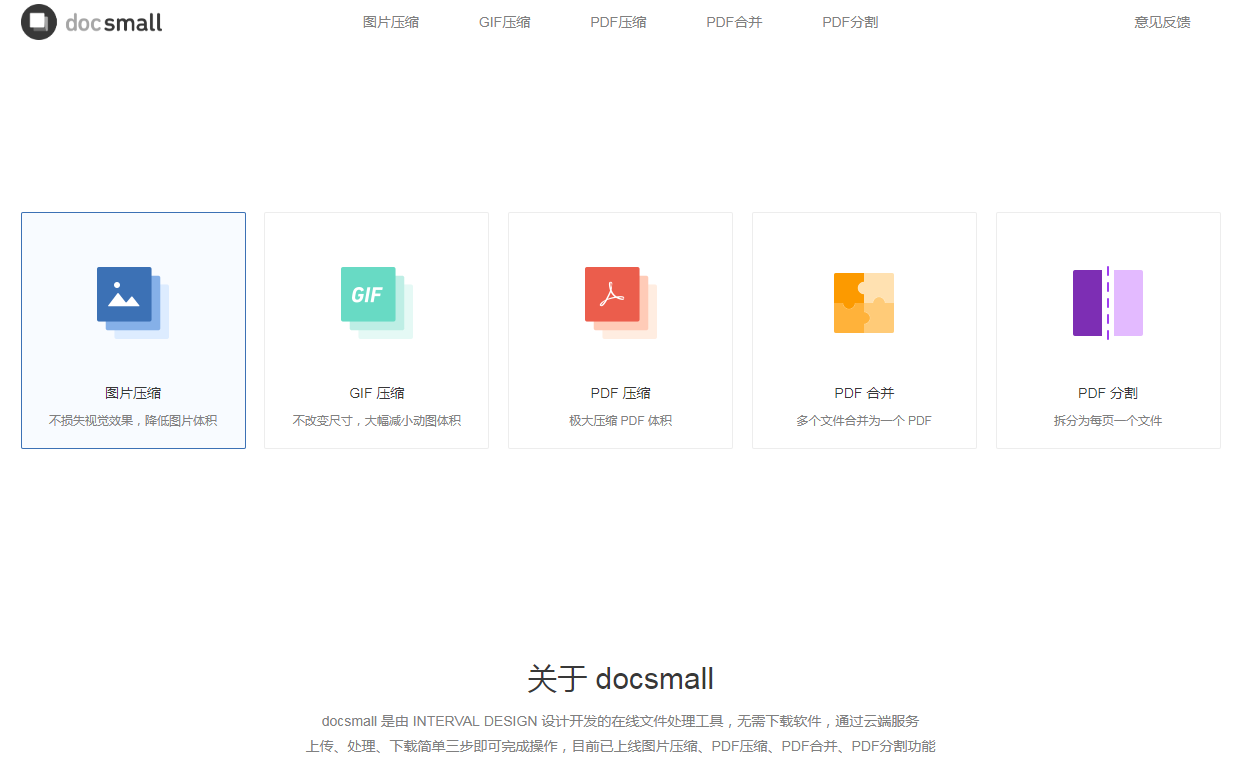 docsmall 图片压缩 GIF压缩 PDF压缩 PDF合并 PDF分割 意见反馈
GIF
图片压缩 GIF 压缩 PDF 压缩 PDF 合并 PDF 分割
不损失视觉效果，降低图片体积 不改变尺寸，大幅减小动图体积 极大压缩 PDF 体积 多个文件合并为一个 PDF 拆分为每页一个文件
关于 docsmall
docsmall 是由 INTERVAL DESIGN 设计开发的在线文件处理工具，无需下载软件，通过云端服务
上传、处理、下载简单三步即可完成操作，目前已上线图片压缩、PDF压缩、PDF合并、PDF分割功能